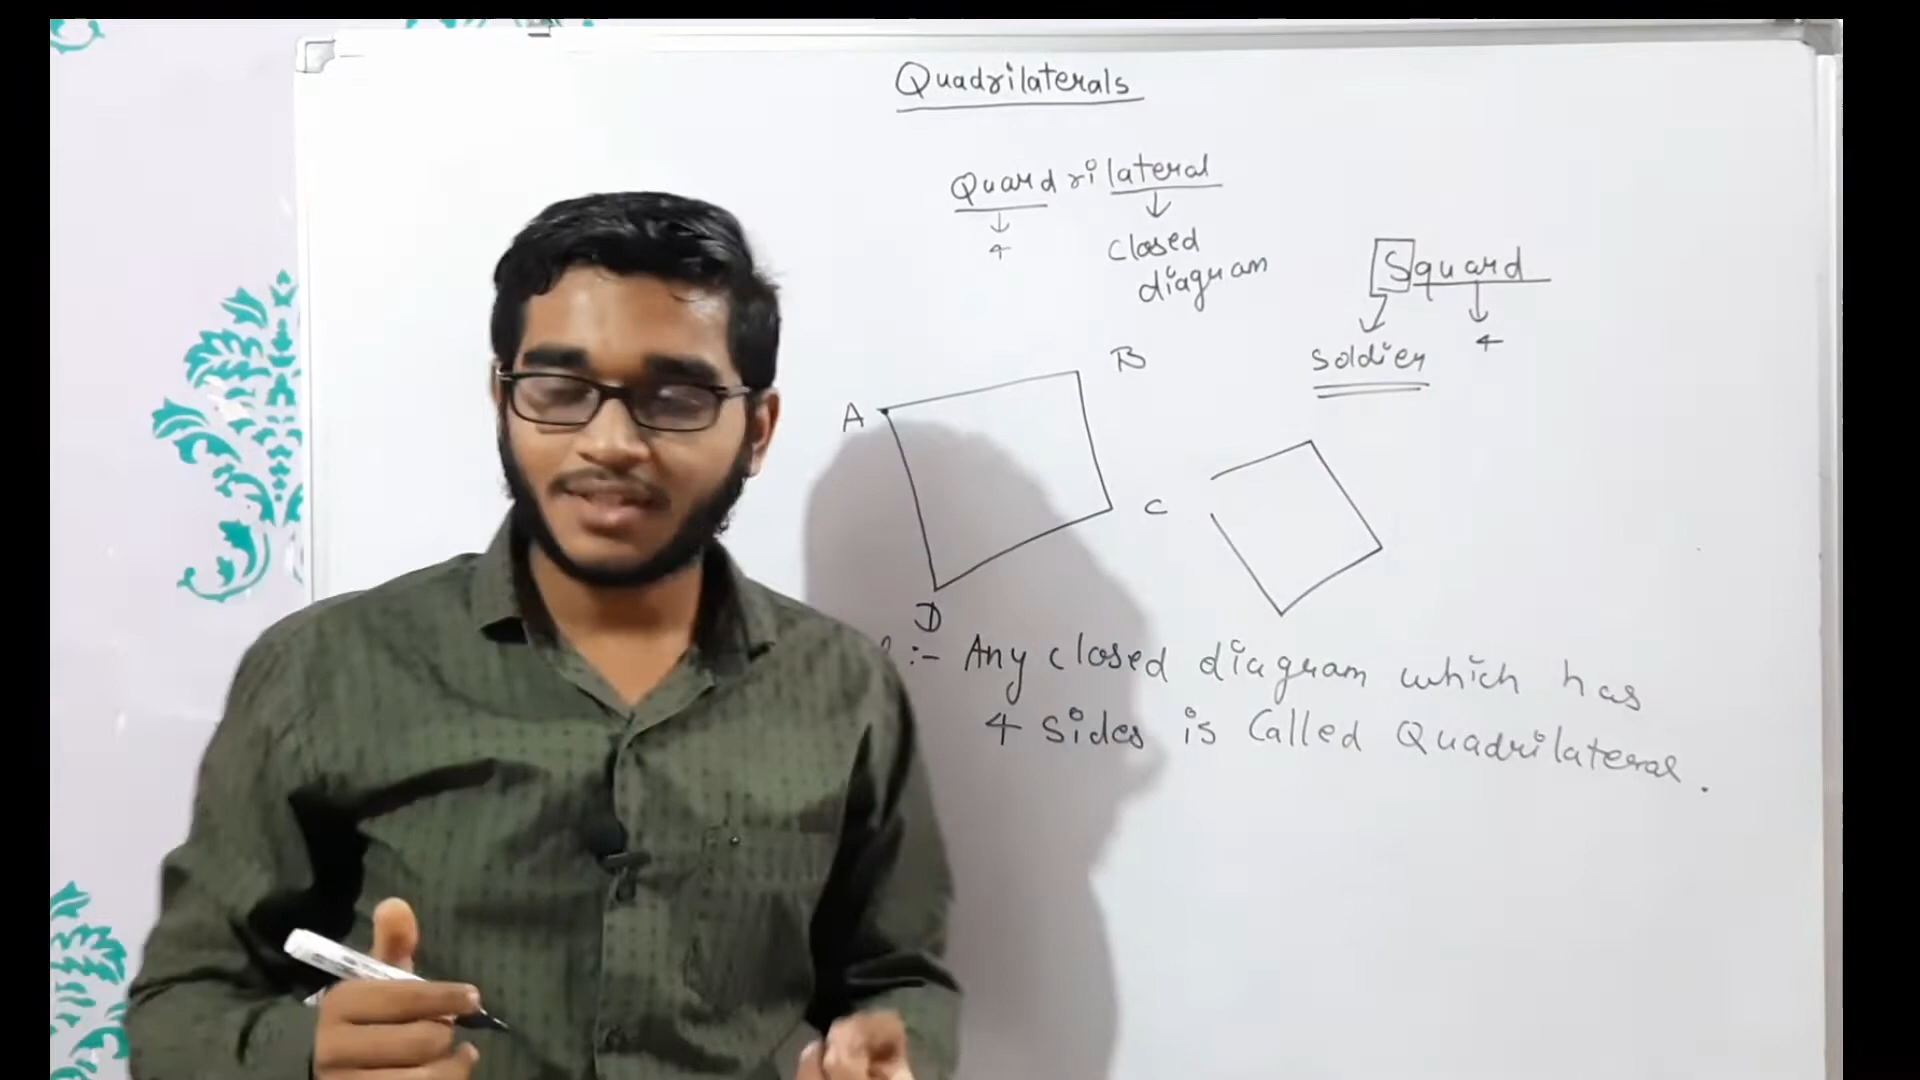 Quadrilaterals
Quardrilateral
↓ ↓
4 closed
diagram
Squard
↓ ↓
soldier 4
A B
C
D
:- Any closed diagram which has
4 sides is Called Quadrilateral.